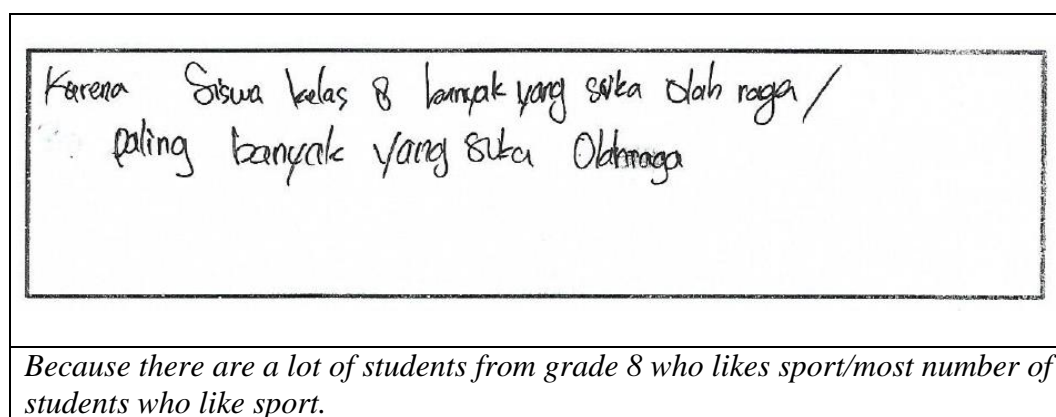 Karena Siswa kelas 8 banyak yang suka olah raga /
paling banyak yang suka Olahraga
Because there are a lot of students from grade 8 who likes sport/most number of
students who like sport.